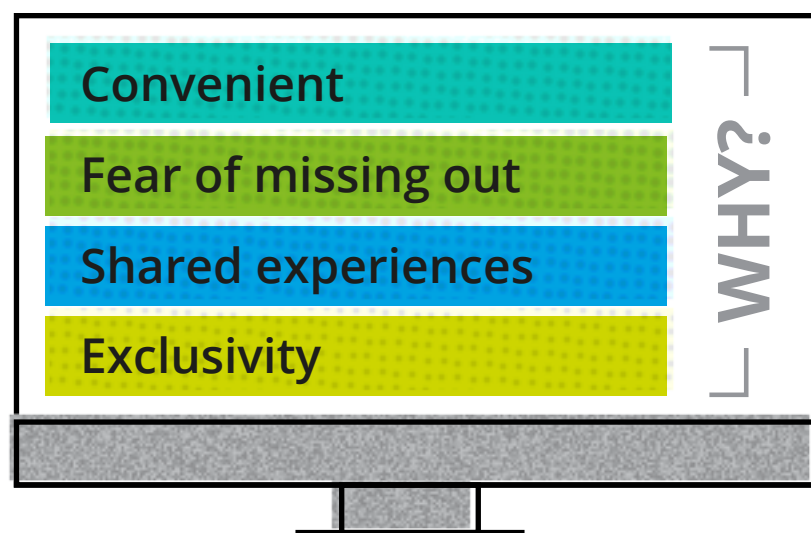 Convenient
Fear of missing out
Shared experiences
Exclusivity
WHY?